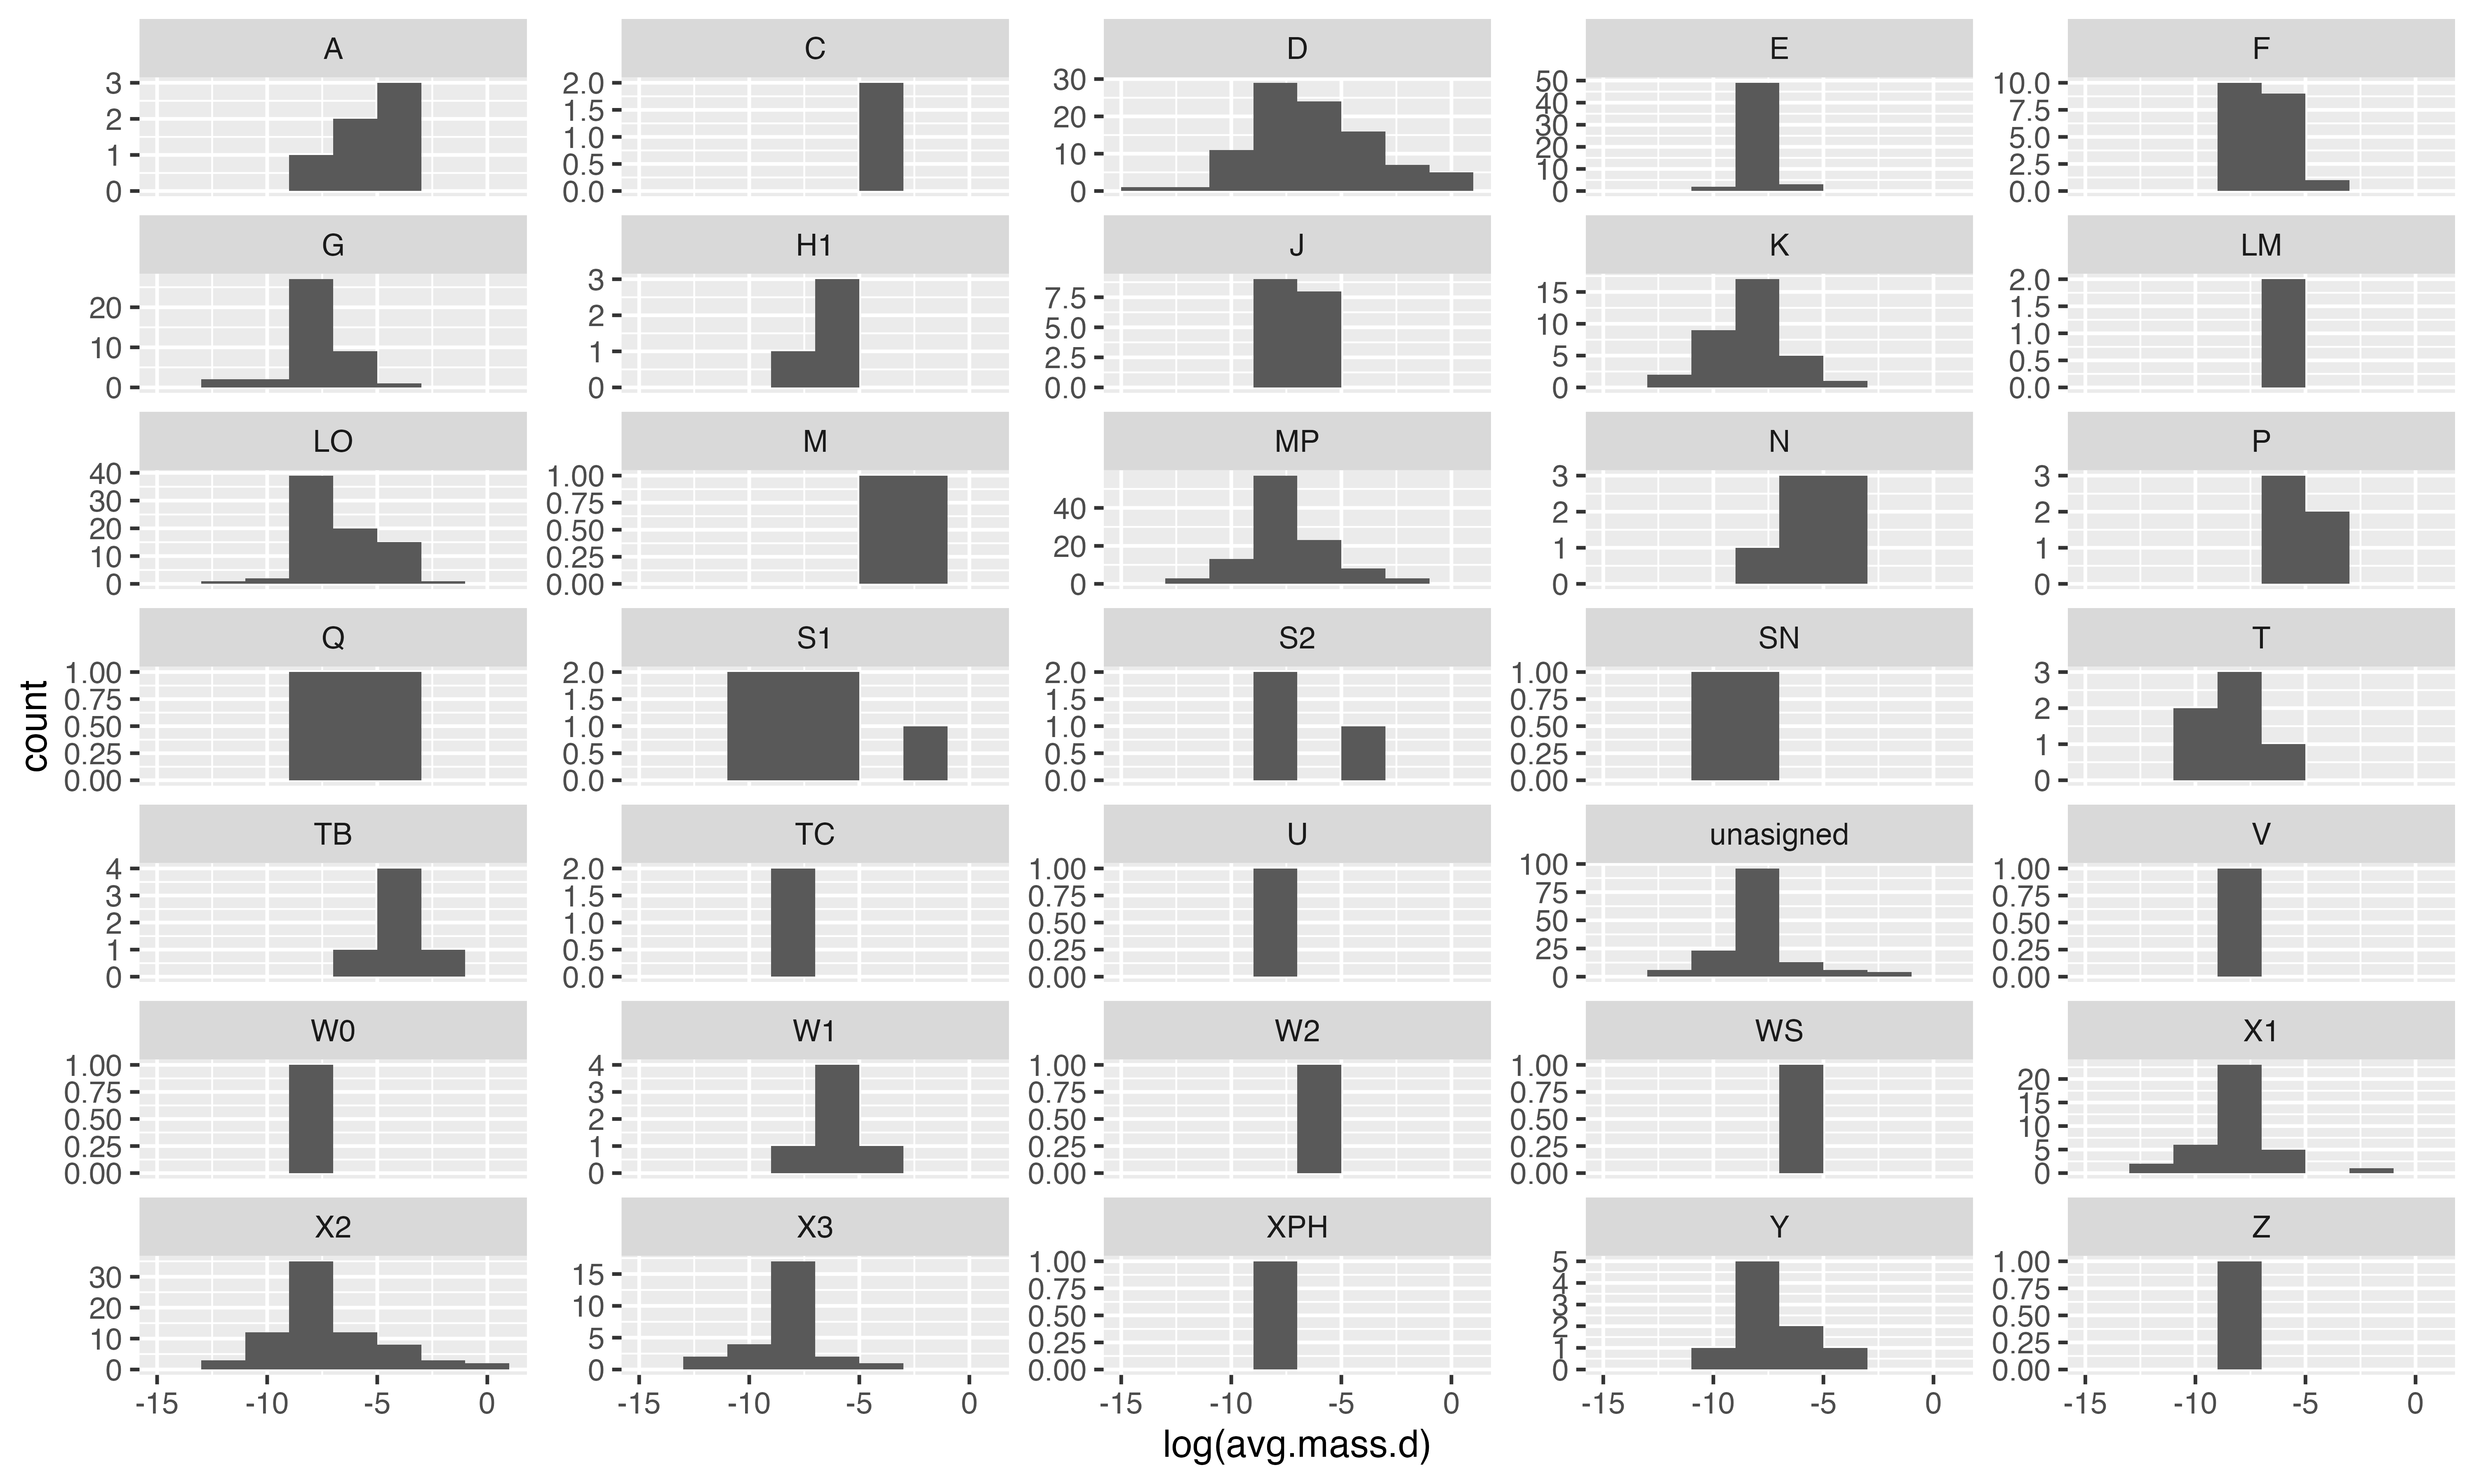 A C D E F
3 2.0 30 50 10.0
2 1.5 20 40 7.5
1 1.0 10 30 5.0
0 0.5 0 20 2.5
0.0 10 0.0
0
G H1 J K LM
20 3 7.5 15 2.0
10 2 5.0 10 1.5
0 1 2.5 5 1.0
0 0.0 0 0.5
0.0
LO M MP N P
40 1.00 40 3 3
30 0.75 20 2 2
20 0.50 0 1 1
10 0.25 0 0
0 0.00
Q S1 S2 SN T
1.00 2.0 2.0 1.00 3
0.75 1.5 1.5 0.75 2
0.50 1.0 1.0 0.50 1
0.25 0.5 0.5 0.25 0
0.00 0.0 0.0 0.00
count
TB TC U unasigned V
4 2.0 1.00 100 1.00
3 1.5 0.75 75 0.75
2 1.0 0.50 50 0.50
1 0.5 0.25 25 0.25
0 0.0 0.00 0 0.00
W0 W1 W2 WS X1
1.00 4 1.00 1.00 20
0.75 3 0.75 0.75 15
0.50 2 0.50 0.50 10
0.25 1 0.25 0.25 5
0.00 0 0.00 0.00 0
X2 X3 XPH Y Z
30 15 1.00 5 1.00
20 10 0.75 4 0.75
10 5 0.50 3 0.50
0 0 0.25 2 0.25
0.00 1 0.00
0
-15 -10 -5 0 -15 -10 -5 0 -15 -10 -5 0 -15 -10 -5 0 -15 -10 -5 0
log(avg.mass.d)